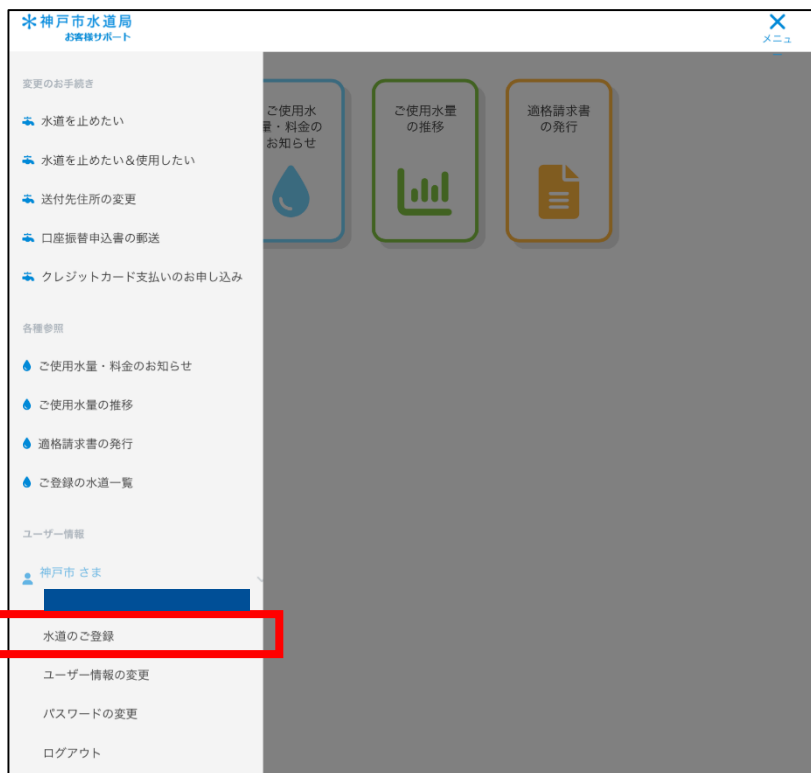 神戸市水道局
お客様サポート
メニュ
変更のお手続き
水道を止めたい
水道を止めたい＆使用したい
送付先住所の変更
口座振替申込書の郵送
クレジットカード支払いのお申し込み
各種参照
ご使用水量・料金のお知らせ
ご使用水量の推移
適格請求書の発行
ご登録の水道一覧
ユーザー情報
神戸市 さま
水道のご登録
ユーザー情報の変更
パスワードの変更
ログアウト
ご使用水
量・料金の
お知らせ
ご使用水量
の推移
適格請求書
の発行